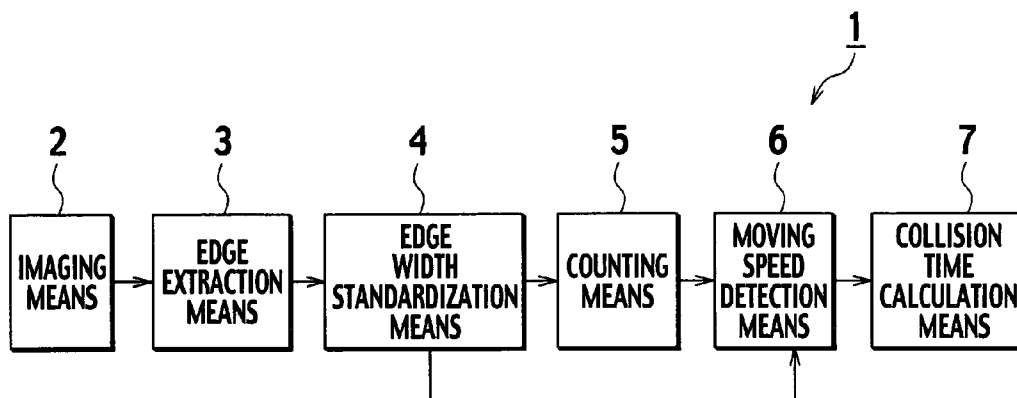 1
2
3
4
5
6
7
IMAGING
MEANS
EDGE
EXTRACTION
MEANS
EDGE
WIDTH
STANDARDIZATION
MEANS
COUNTING
MEANS
MOVING
SPEED
DETECTION
MEANS
COLLISION
TIME
CALCULATION
MEANS